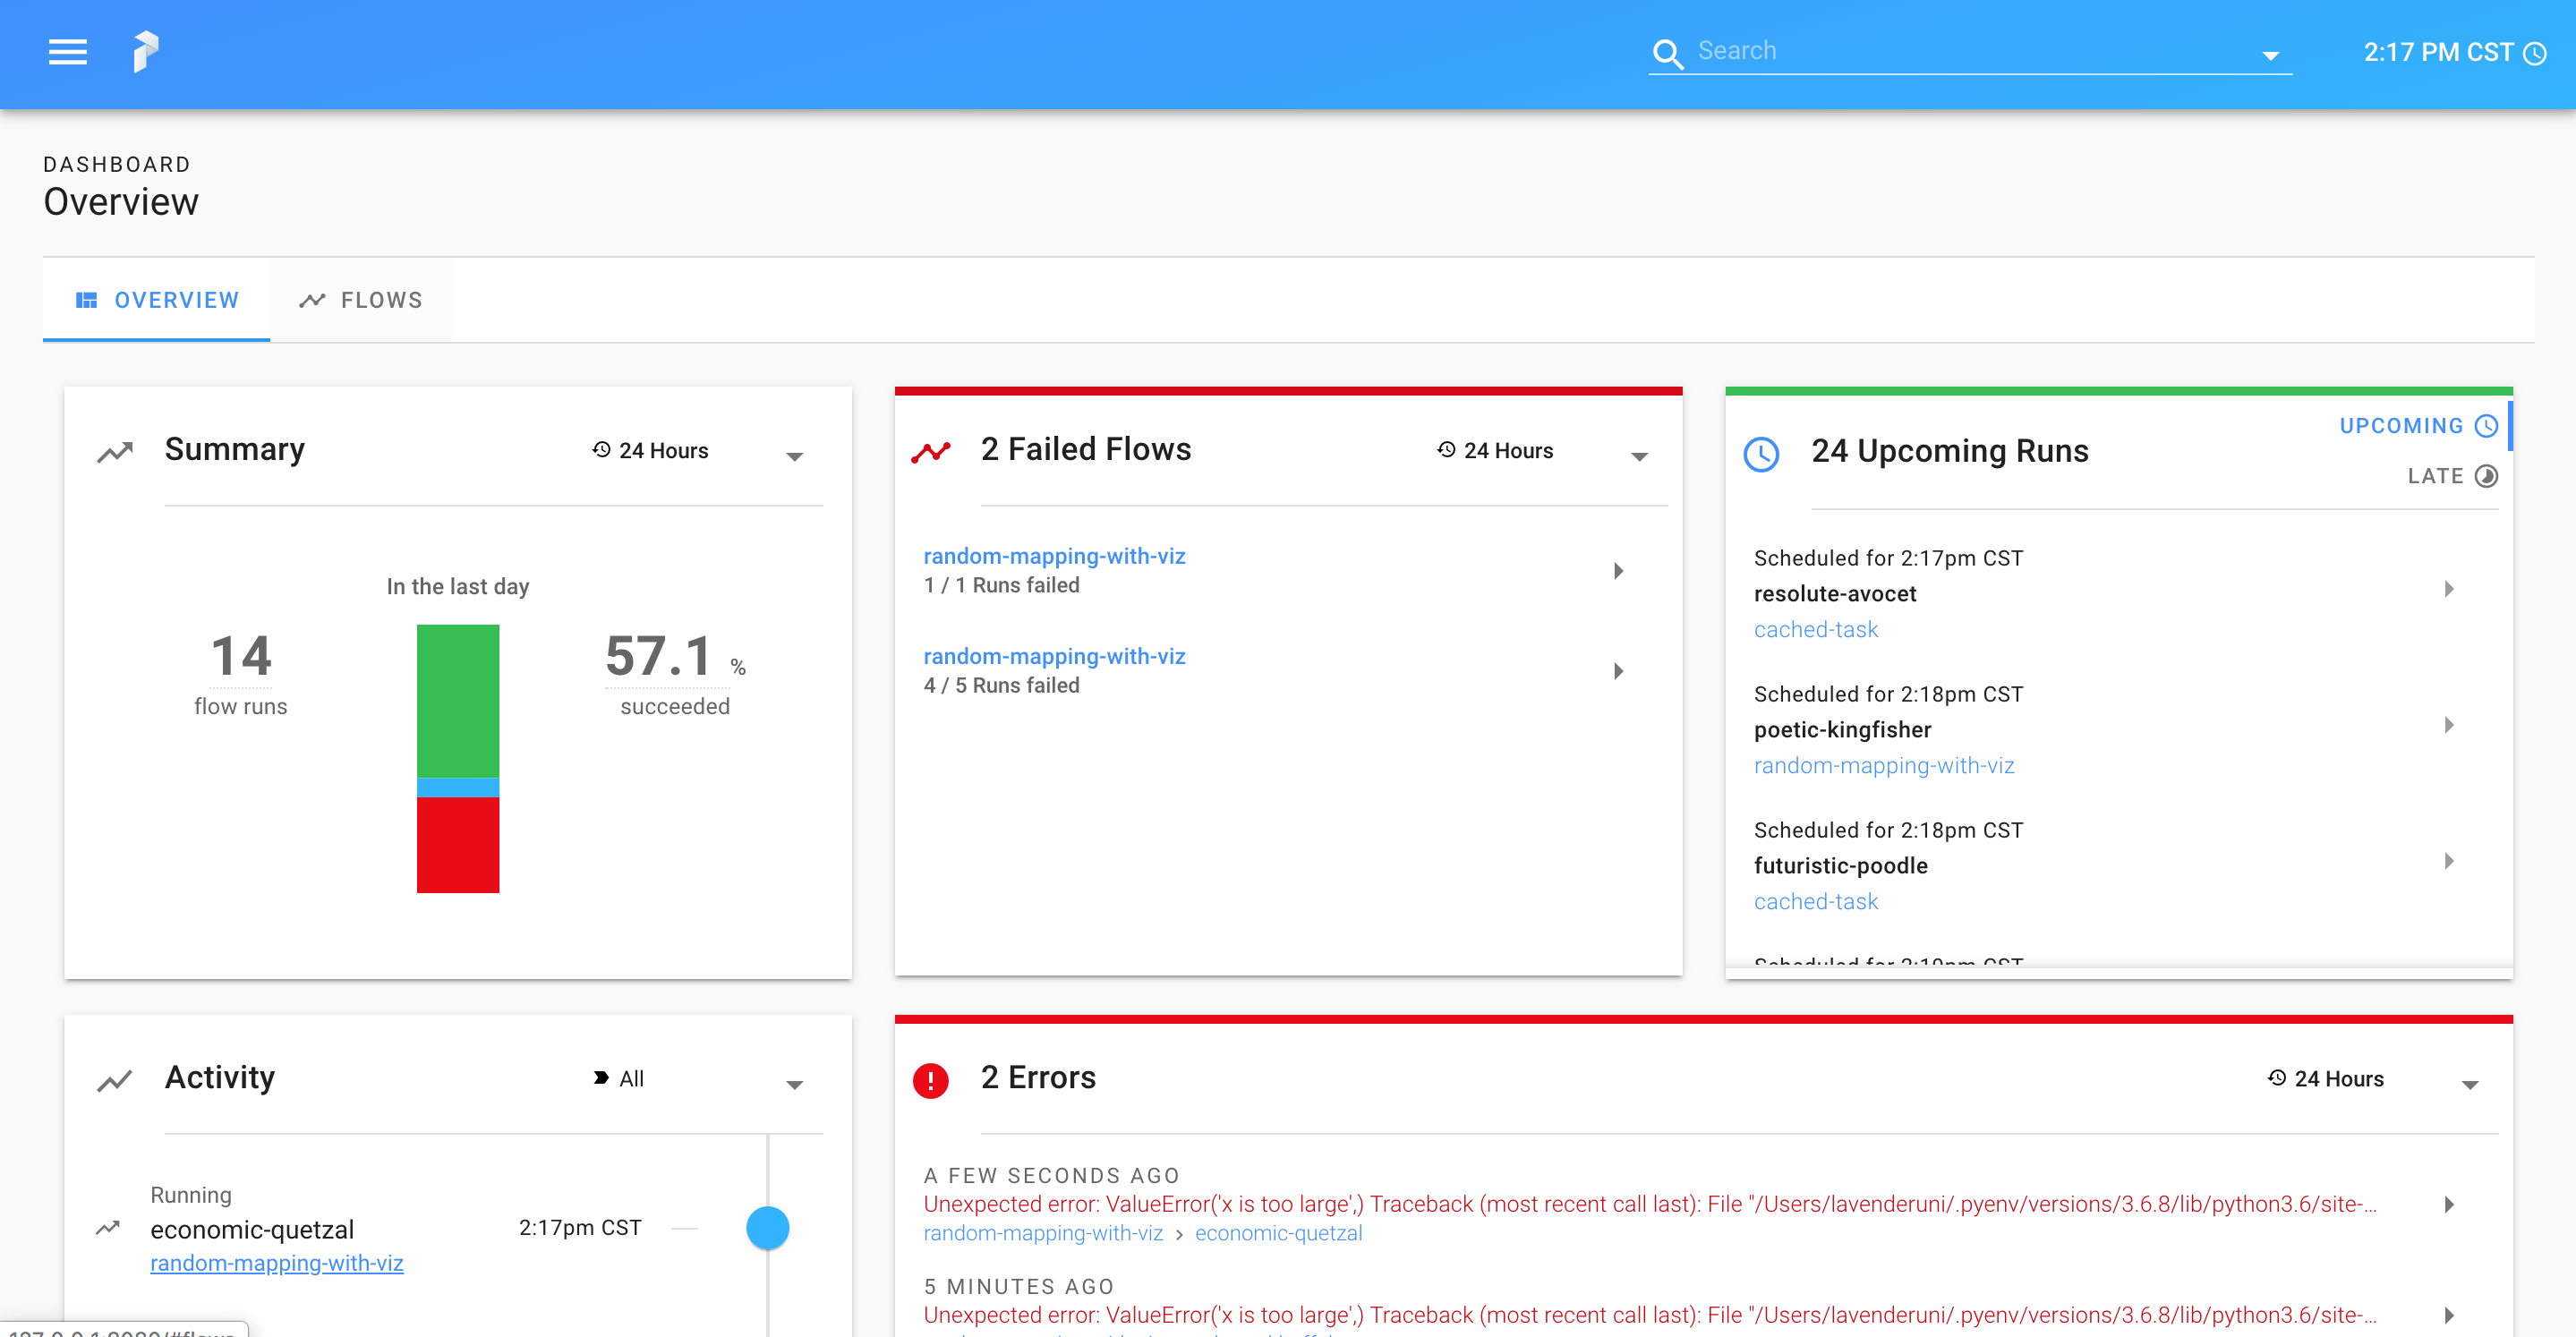 Search
2:17 PM CST
DASHBOARD
Overview
OVERVIEW
FLOWS
Summary
24 Hours
In the last day
14
flow runs
57.1 %
succeeded
2 Failed Flows
24 Hours
random-mapping-with-viz
1 / 1 Runs failed
random-mapping-with-viz
4 / 5 Runs failed
24 Upcoming Runs
UPCOMING
LATE
Scheduled for 2:17pm CST
resolute-avocet
cached-task
Scheduled for 2:18pm CST
poetic-kingfisher
random-mapping-with-viz
Scheduled for 2:18pm CST
futuristic-poodle
cached-task
Scheduled for 2:19pm CST
Activity
All
Running
economic-quetzal
random-mapping-with-viz
2:17pm CST
2 Errors
24 Hours
A FEW SECONDS AGO
Unexpected error: ValueError('x is too large',) Traceback (most recent call last): File "/Users/lavenderuni/.pyenv/versions/3.6.8/lib/python3.6/site-...
random-mapping-with-viz > economic-quetzal
5 MINUTES AGO
Unexpected error: ValueError('x is too large',) Traceback (most recent call last): File "/Users/lavenderuni/.pyenv/versions/3.6.8/lib/python3.6/site-...